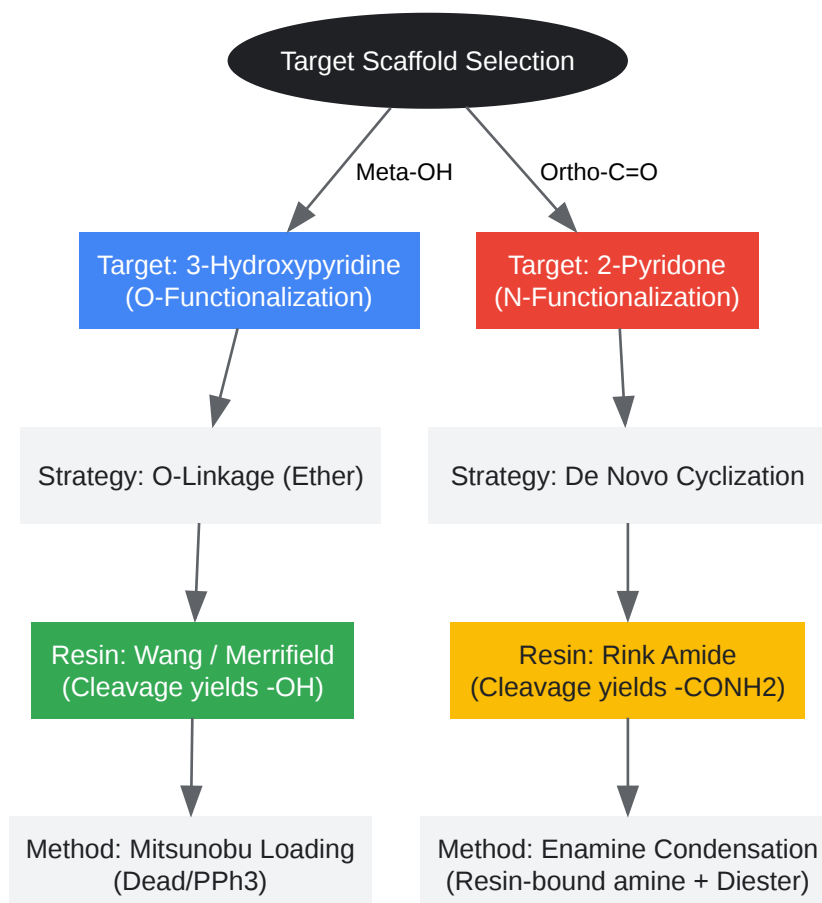 Target Scaffold Selection
Meta-OH
Ortho-C=O
Target: 3-Hydroxypyridine
(O-Functionalization)
Target: 2-Pyridone
(N-Functionalization)
Strategy: O-Linkage (Ether)
Strategy: De Novo Cyclization
Resin: Wang / Merrifield
(Cleavage yields -OH)
Resin: Rink Amide
(Cleavage yields -CONH2)
Method: Mitsunobu Loading
(Dead/PPh3)
Method: Enamine Condensation
(Resin-bound amine + Diester)